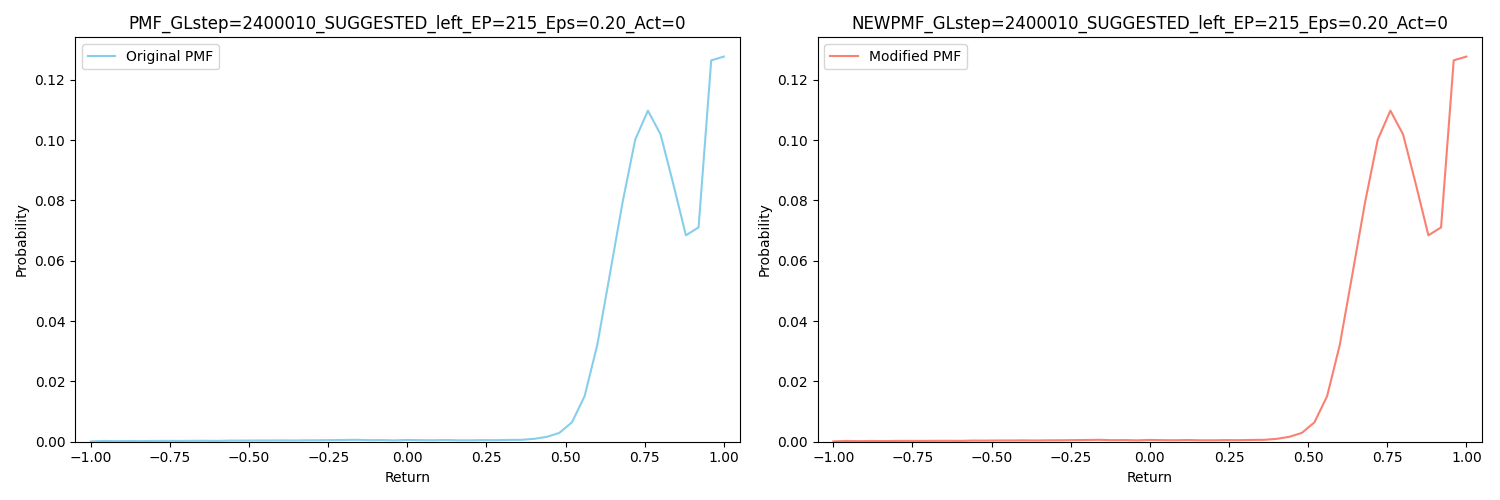 PMF_GLstep=2400010_SUGGESTED_left_EP=215_Eps=0.20_Act=0
Original PMF
0.12
0.10
0.08
0.06
0.04
0.02
0.00
Probability
−1.00 −0.75 −0.50 −0.25 0.00 0.25 0.50 0.75 1.00
Return
NEWPMF_GLstep=2400010_SUGGESTED_left_EP=215_Eps=0.20_Act=0
Modified PMF
0.12
0.10
0.08
0.06
0.04
0.02
0.00
Probability
−1.00 −0.75 −0.50 −0.25 0.00 0.25 0.50 0.75 1.00
Return